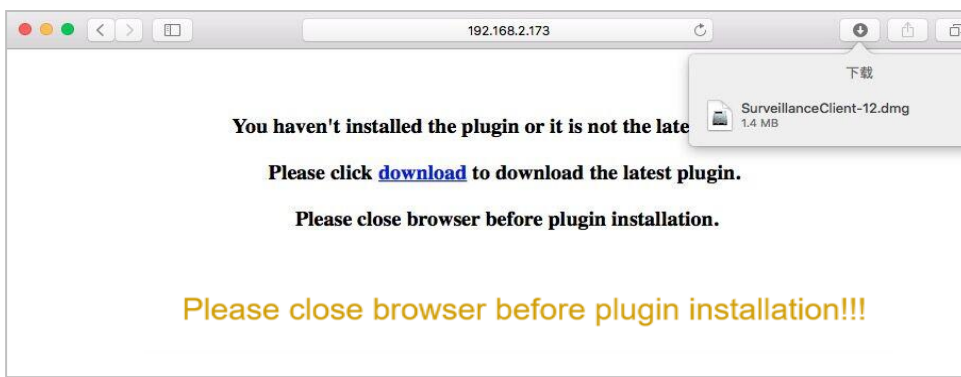 192.168.2.173
下载
SurveillanceClient-12.dmg
1.4 MB
You haven't installed the plugin or it is not the late
Please click download to download the latest plugin.
Please close browser before plugin installation.
Please close browser before plugin installation!!!